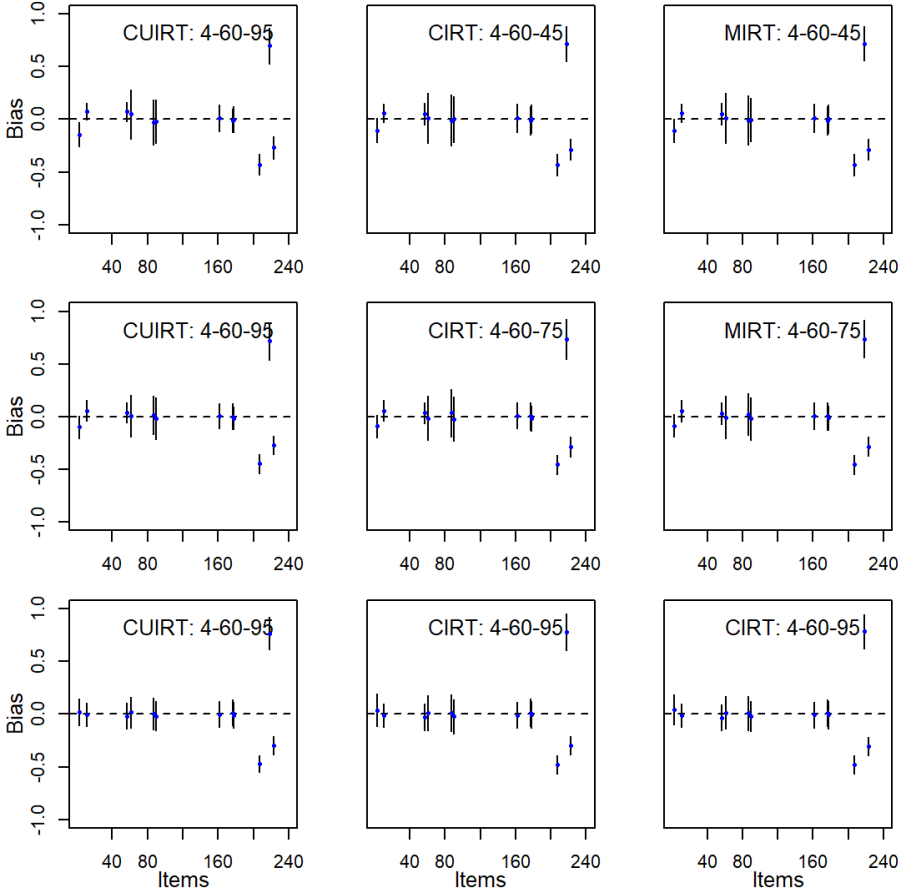 CUIRT: 4-60-95
CIRT: 4-60-45
MIRT: 4-60-45
Bias
1.0
0.5
0.0
-0.5
-1.0
40 80 160 240
40 80 160 240
40 80 160 240
CUIRT: 4-60-95
CIRT: 4-60-75
MIRT: 4-60-75
Bias
1.0
0.5
0.0
-0.5
-1.0
40 80 160 240
40 80 160 240
40 80 160 240
CUIRT: 4-60-95
CIRT: 4-60-95
CIRT: 4-60-95
Bias
1.0
0.5
0.0
-0.5
-1.0
40 80 160 240
40 80 160 240
40 80 160 240
Items
Items
Items